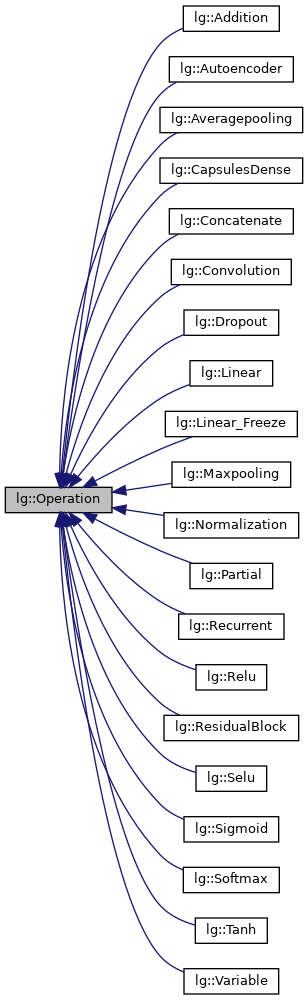 lg::Addition
lg::Autoencoder
lg::Averagepooling
lg::CapsulesDense
lg::Concatenate
lg::Convolution
lg::Dropout
lg::Linear
lg::Linear_Freeze
lg::Maxpooling
lg::Operation
lg::Normalization
lg::Partial
lg::Recurrent
lg::Relu
lg::ResidualBlock
lg::Selu
lg::Sigmoid
lg::Softmax
lg::Tanh
lg::Variable